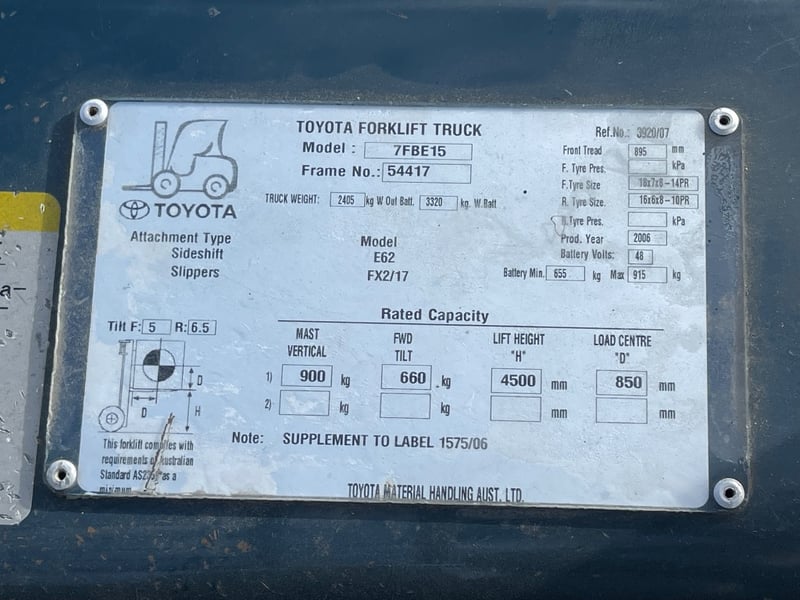 TOYOTA FORKLIFT TRUCK
Ref.No.: 3920/07
Model : 7FBE15
Frame No.: 54417
TRUCK WEIGHT: 2405 kg W Out Batt. 3320 kg. W.Batt
Front Tread 895 mm
F. Tyre Pres. kPa
F.Tyre Size 18x7x8-14PR
R. Tyre Size. 16x6x8-10PR
R.Tyre Pres. kPa
Prod. Year 2006
Battery Volts: 48
Battery Min. 655 kg Max 915 kg
TOYOTA
Attachment Type Model
Sideshift E62
Slippers FX2/17
Rated Capacity
Tilt F: 5 R: 6.5
MAST VERTICAL
FWD TILT
LIFT HEIGHT "H"
LOAD CENTRE "D"
1) 900 kg 660 kg 4500 mm 850 mm
2) kg kg mm mm
D
D
H
This forklift complies with
requirements of Australian
Standard as a
minimum
Note: SUPPLEMENT TO LABEL 1575/06
TOYOTA MATERIAL HANDLING AUST. LTD.
a-